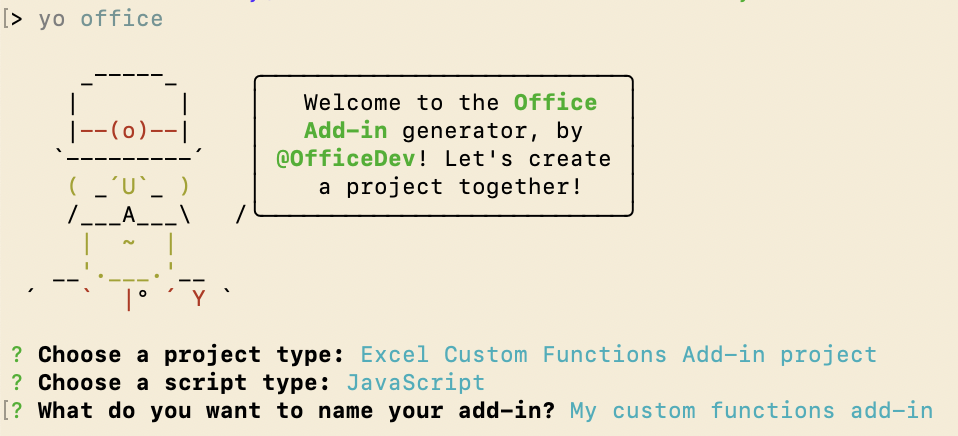 [> yo office
_-----_
|       |
|--(o)--|
`---------´
( _´U`_ )
/___A___\   /
|  ~  |
__'.___.'__
´   `  |° ´ Y `
Welcome to the Office
Add-in generator, by
@OfficeDev! Let's create
a project together!
? Choose a project type: Excel Custom Functions Add-in project
? Choose a script type: JavaScript
[? What do you want to name your add-in? My custom functions add-in